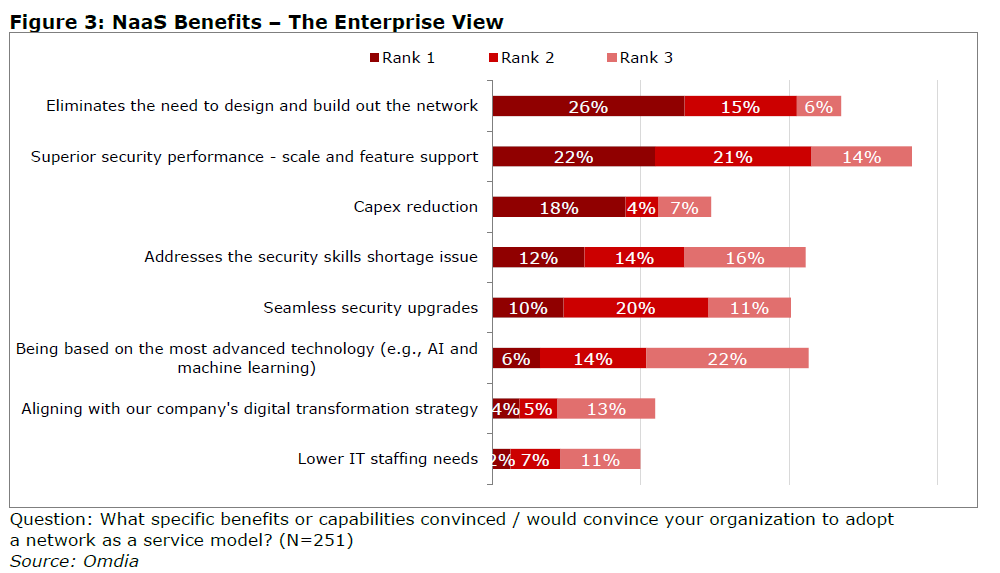 Figure 3: NaaS Benefits – The Enterprise View
Rank 1 Rank 2 Rank 3
Eliminates the need to design and build out the network 26% 15% 6%
Superior security performance - scale and feature support 22% 21% 14%
Capex reduction 18% 4% 7%
Addresses the security skills shortage issue 12% 14% 16%
Seamless security upgrades 10% 20% 11%
Being based on the most advanced technology (e.g., AI and
machine learning) 6% 14% 22%
Aligning with our company's digital transformation strategy 4% 5% 13%
Lower IT staffing needs 2% 7% 11%
Question: What specific benefits or capabilities convinced / would convince your organization to adopt
a network as a service model? (N=251)
Source: Omdia